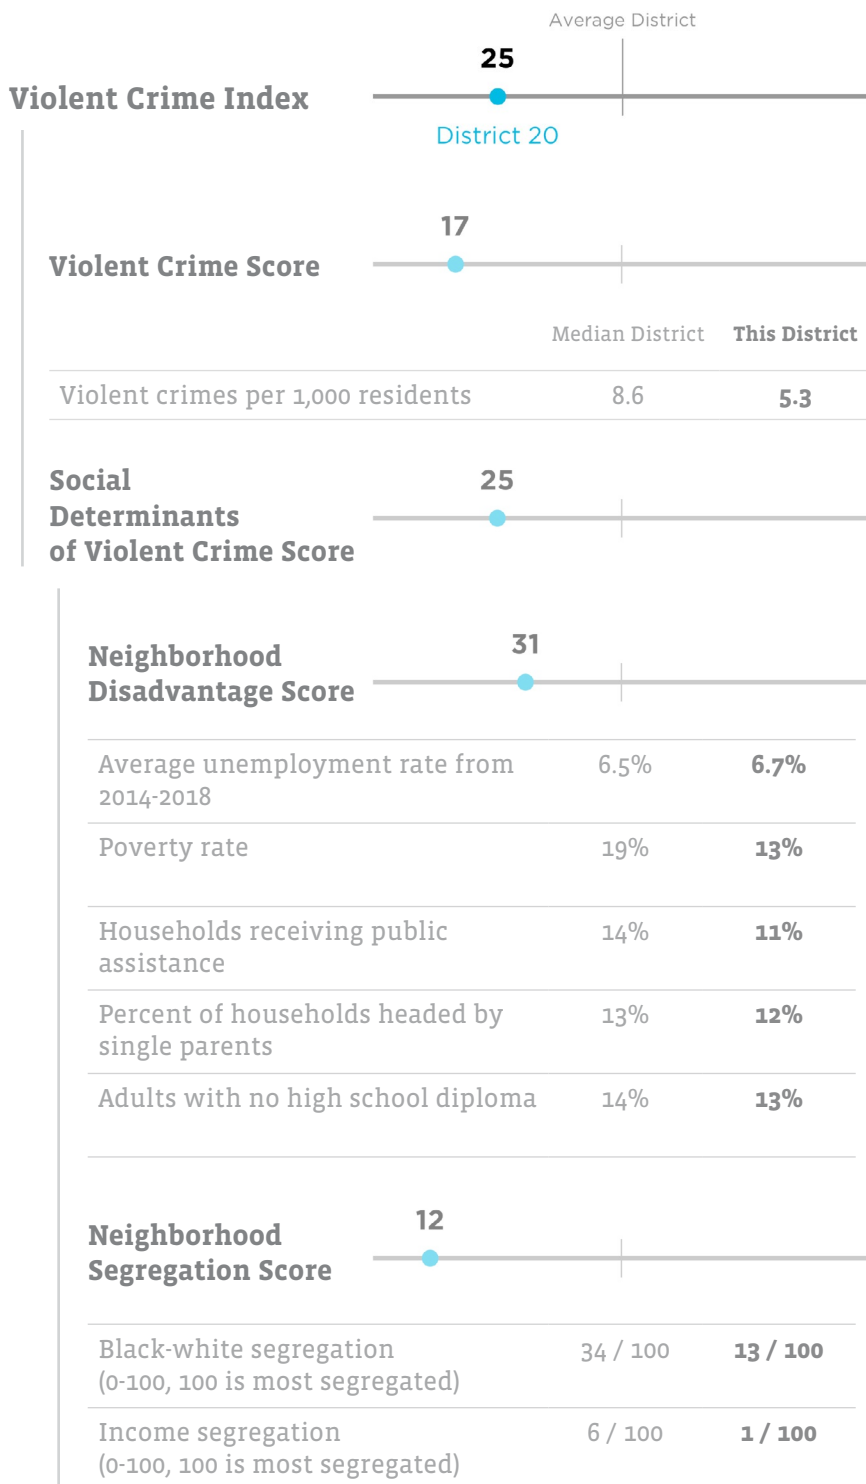 Average District
25
Violent Crime Index
District 20
17
Violent Crime Score
Median District This District
Violent crimes per 1,000 residents 8.6 5.3
Social
Determinants
of Violent Crime Score
25
Neighborhood
Disadvantage Score
31
Average unemployment rate from 6.5% 6.7%
2014-2018
Poverty rate 19% 13%
Households receiving public 14% 11%
assistance
Percent of households headed by 13% 12%
single parents
Adults with no high school diploma 14% 13%
Neighborhood
Segregation Score
12
Black-white segregation 34 / 100 13 / 100
(0-100, 100 is most segregated)
Income segregation 6 / 100 1 / 100
(0-100, 100 is most segregated)